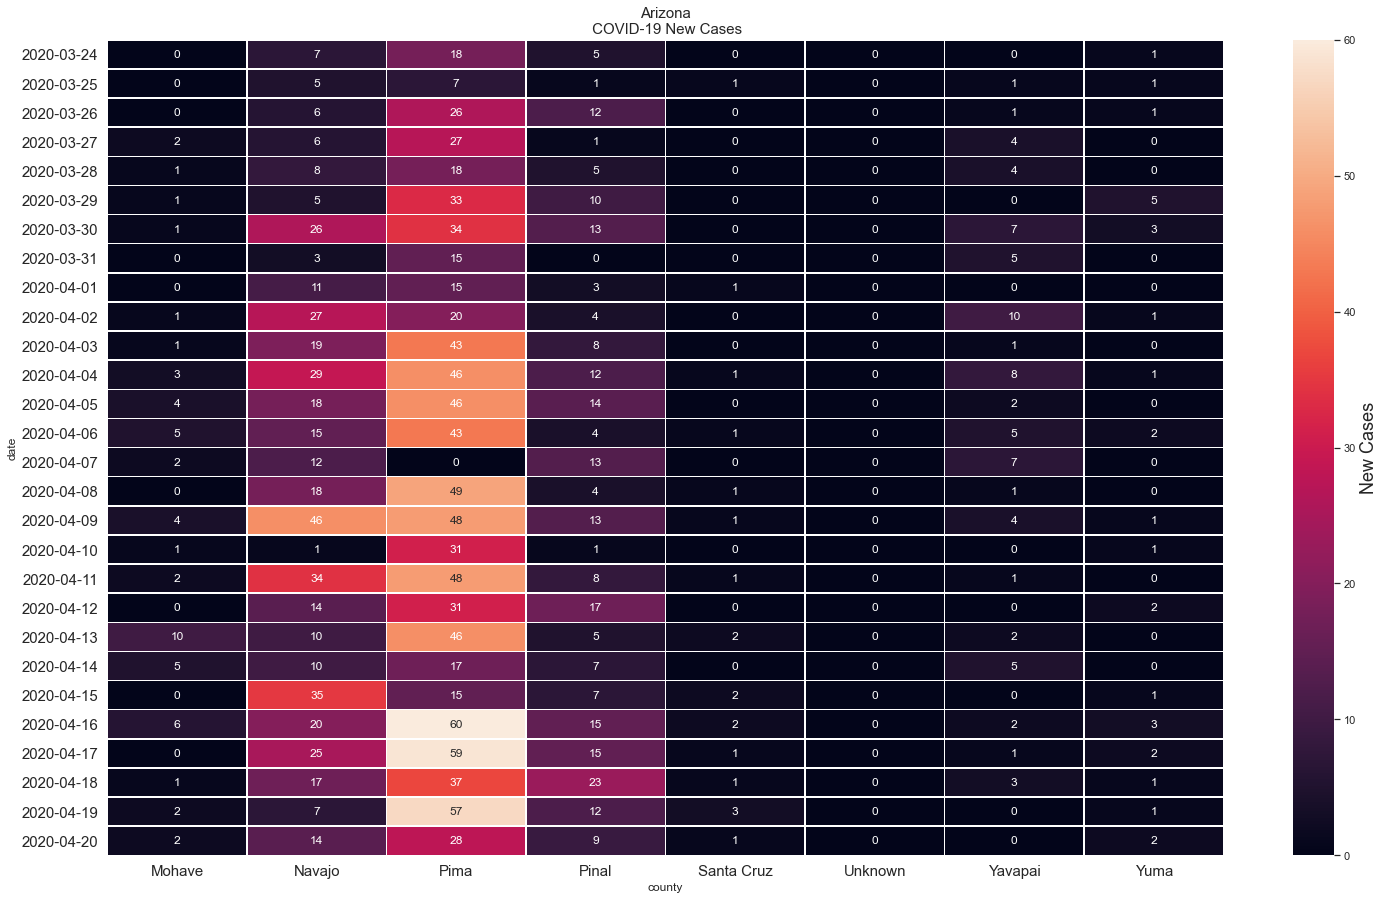 Arizona
COVID-19 New Cases
2020-03-24 0 7 18 5 0 0 0 1
2020-03-25 0 5 7 1 1 0 1 1
2020-03-26 0 6 26 12 0 0 1 1
2020-03-27 2 6 27 1 0 0 4 0
2020-03-28 1 8 18 5 0 0 4 0
2020-03-29 1 5 33 10 0 0 0 5
2020-03-30 1 26 34 13 0 0 7 3
2020-03-31 0 3 15 0 0 0 5 0
2020-04-01 0 11 15 3 1 0 0 0
2020-04-02 1 27 20 4 0 0 10 1
2020-04-03 1 19 43 8 0 0 1 0
2020-04-04 3 29 46 12 1 0 8 1
2020-04-05 4 18 46 14 0 0 2 0
2020-04-06 5 15 43 4 1 0 5 2
2020-04-07 2 12 0 13 0 0 7 0
2020-04-08 0 18 49 4 1 0 1 0
2020-04-09 4 46 48 13 1 0 4 1
2020-04-10 1 1 31 1 0 0 0 1
2020-04-11 2 34 48 8 1 0 1 0
2020-04-12 0 14 31 17 0 0 0 2
2020-04-13 10 10 46 5 2 0 2 0
2020-04-14 5 10 17 7 0 0 5 0
2020-04-15 0 35 15 7 2 0 0 1
2020-04-16 6 20 60 15 2 0 2 3
2020-04-17 0 25 59 15 1 0 1 2
2020-04-18 1 17 37 23 1 0 3 1
2020-04-19 2 7 57 12 3 0 0 1
2020-04-20 2 14 28 9 1 0 0 2
Mohave Navajo Pima Pinal Santa Cruz Unknown Yavapai Yuma
county
date
60
50
40
30
20
10
0
New Cases